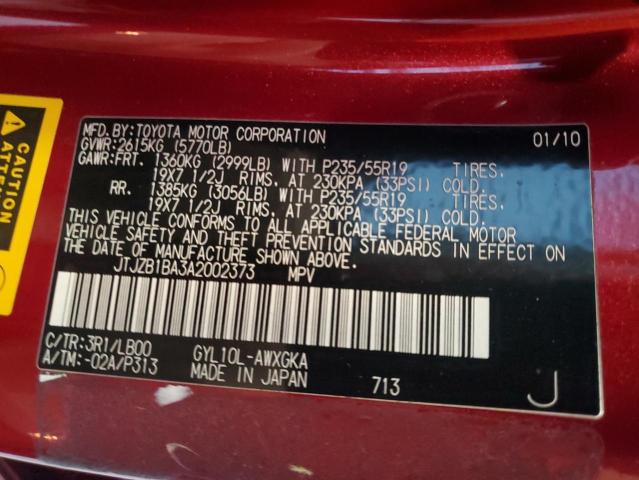 CAUTION
MFD.BY:TOYOTA MOTOR CORPORATION 01/10
GVWR:2615KG (5770LB)
GAWR:FRT. 1360KG (2999LB) WITH P235/55R19 TIRES.
19X7 1/2J RIMS, AT 230KPA (33PSI) COLD.
RR. 1385KG (3056LB) WITH P235/55R19 TIRES.
19X7 1/2J RIMS, AT 230KPA (33PSI) COLD.
THIS VEHICLE CONFORMS TO ALL APPLICABLE FEDERAL MOTOR
VEHICLE SAFETY AND THEFT PREVENTION STANDARDS IN EFFECT ON
THE DATE OF MANUFACTURE SHOWN ABOVE.
JTJZB1BA3A2002373 MPV
C/TR:3R1/LB00 GYL10L-AWXGKA
A/TM:-02A/P313 MADE IN JAPAN 713 J